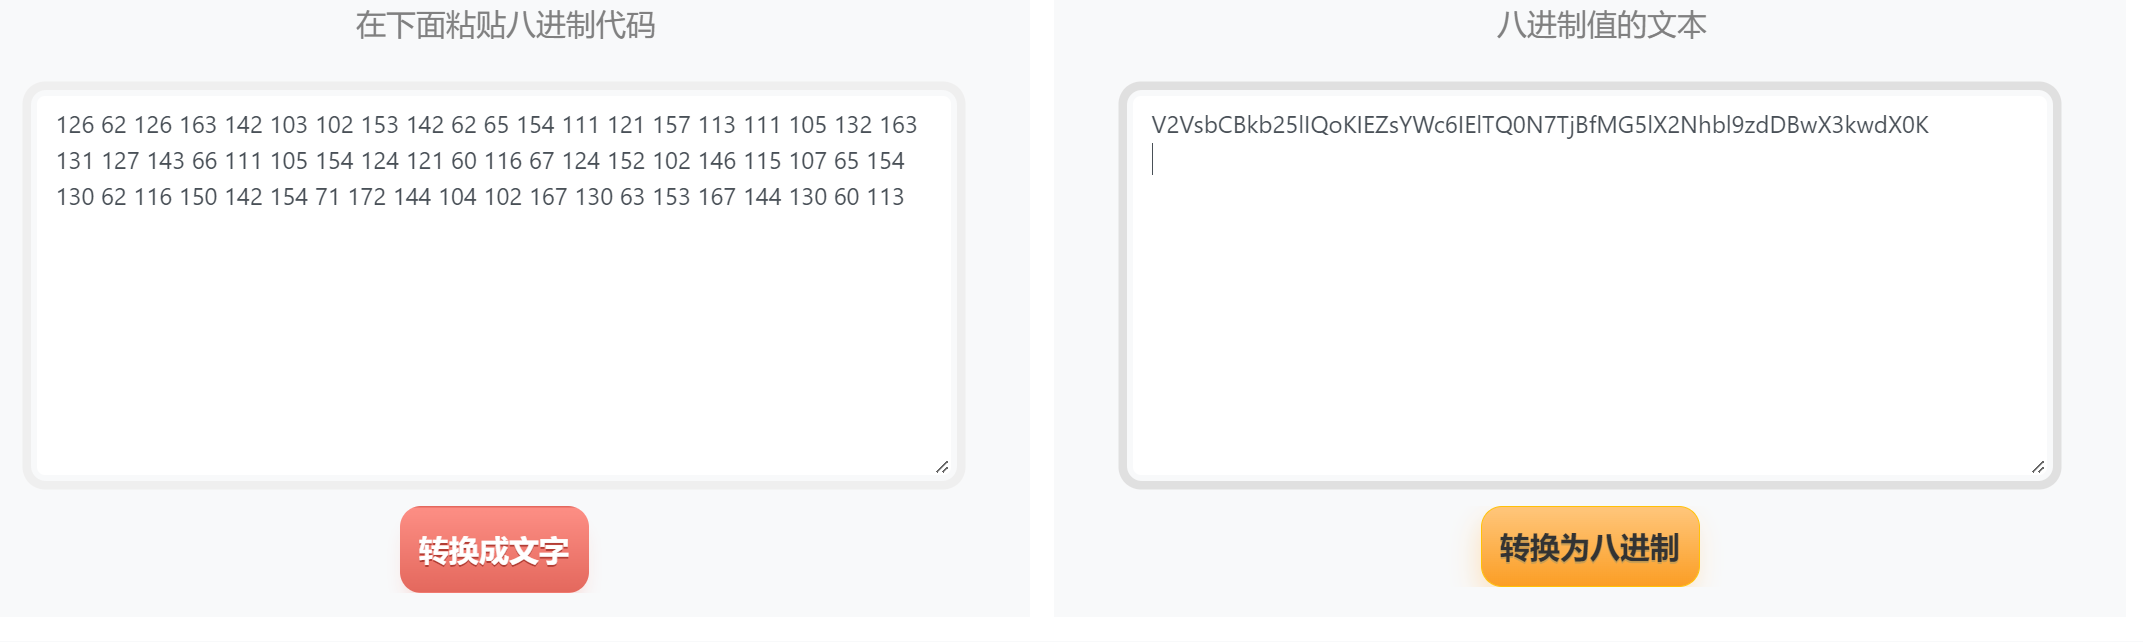 在下面粘贴八进制代码
126 62 126 163 142 103 102 153 142 62 65 154 111 121 157 113 111 105 132 163
131 127 143 66 111 105 154 124 121 60 116 67 124 152 102 146 115 107 65 154
130 62 116 150 142 154 71 172 144 104 102 167 130 63 153 167 144 130 60 113
转换成文字
八进制值的文本
V2VsbCBkb25lIQoKIEZsYWc6IElTQ0N7TjBfMG5lX2Nhbl9zdDBwX3kwdX0K
转换为八进制